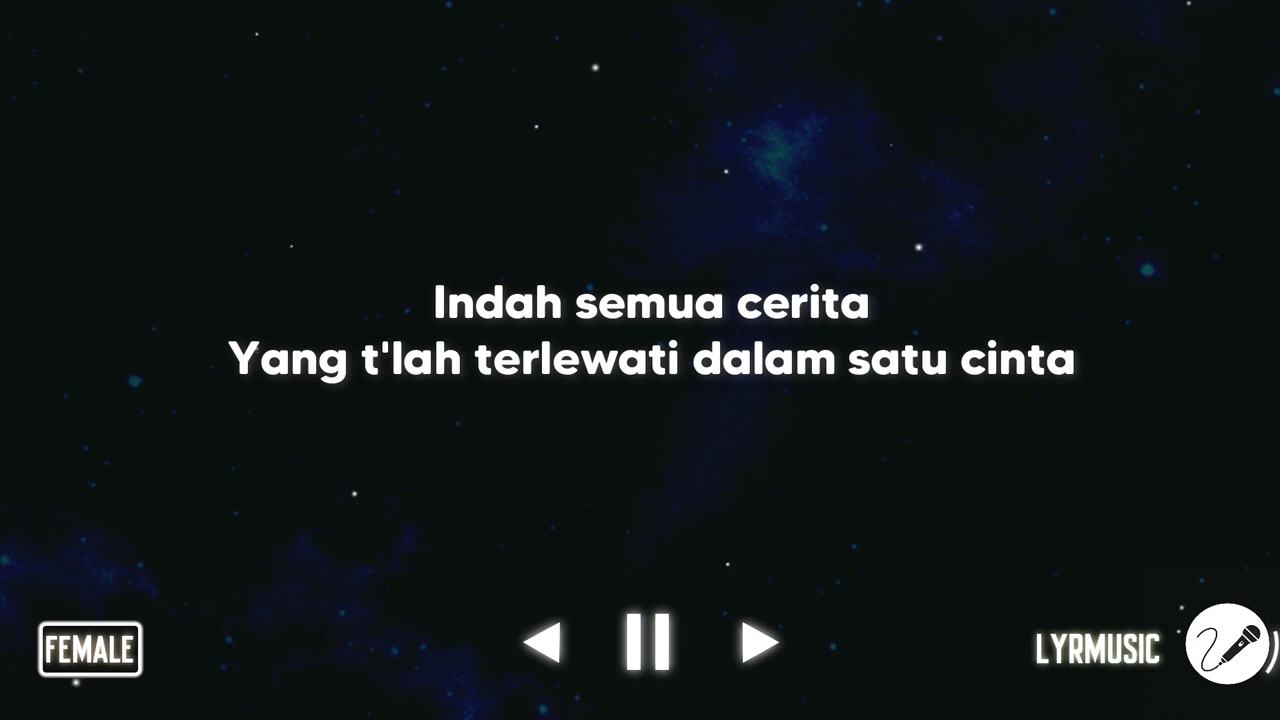 Indah semua cerita
Yang t'lah terlewati dalam satu cinta
FEMALE
LYRMUSIC